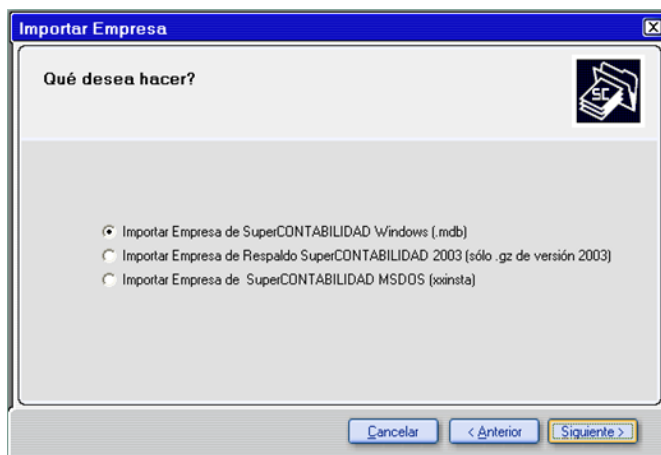 Importar Empresa
Qué desea hacer?
SC
Importar Empresa de SuperCONTABILIDAD Windows (.mdb)
Importar Empresa de Respaldo SuperCONTABILIDAD 2003 (sólo .gz de versión 2003)
Importar Empresa de SuperCONTABILIDAD MSDOS (xxinsta)
Cancelar < Anterior Siguiente >